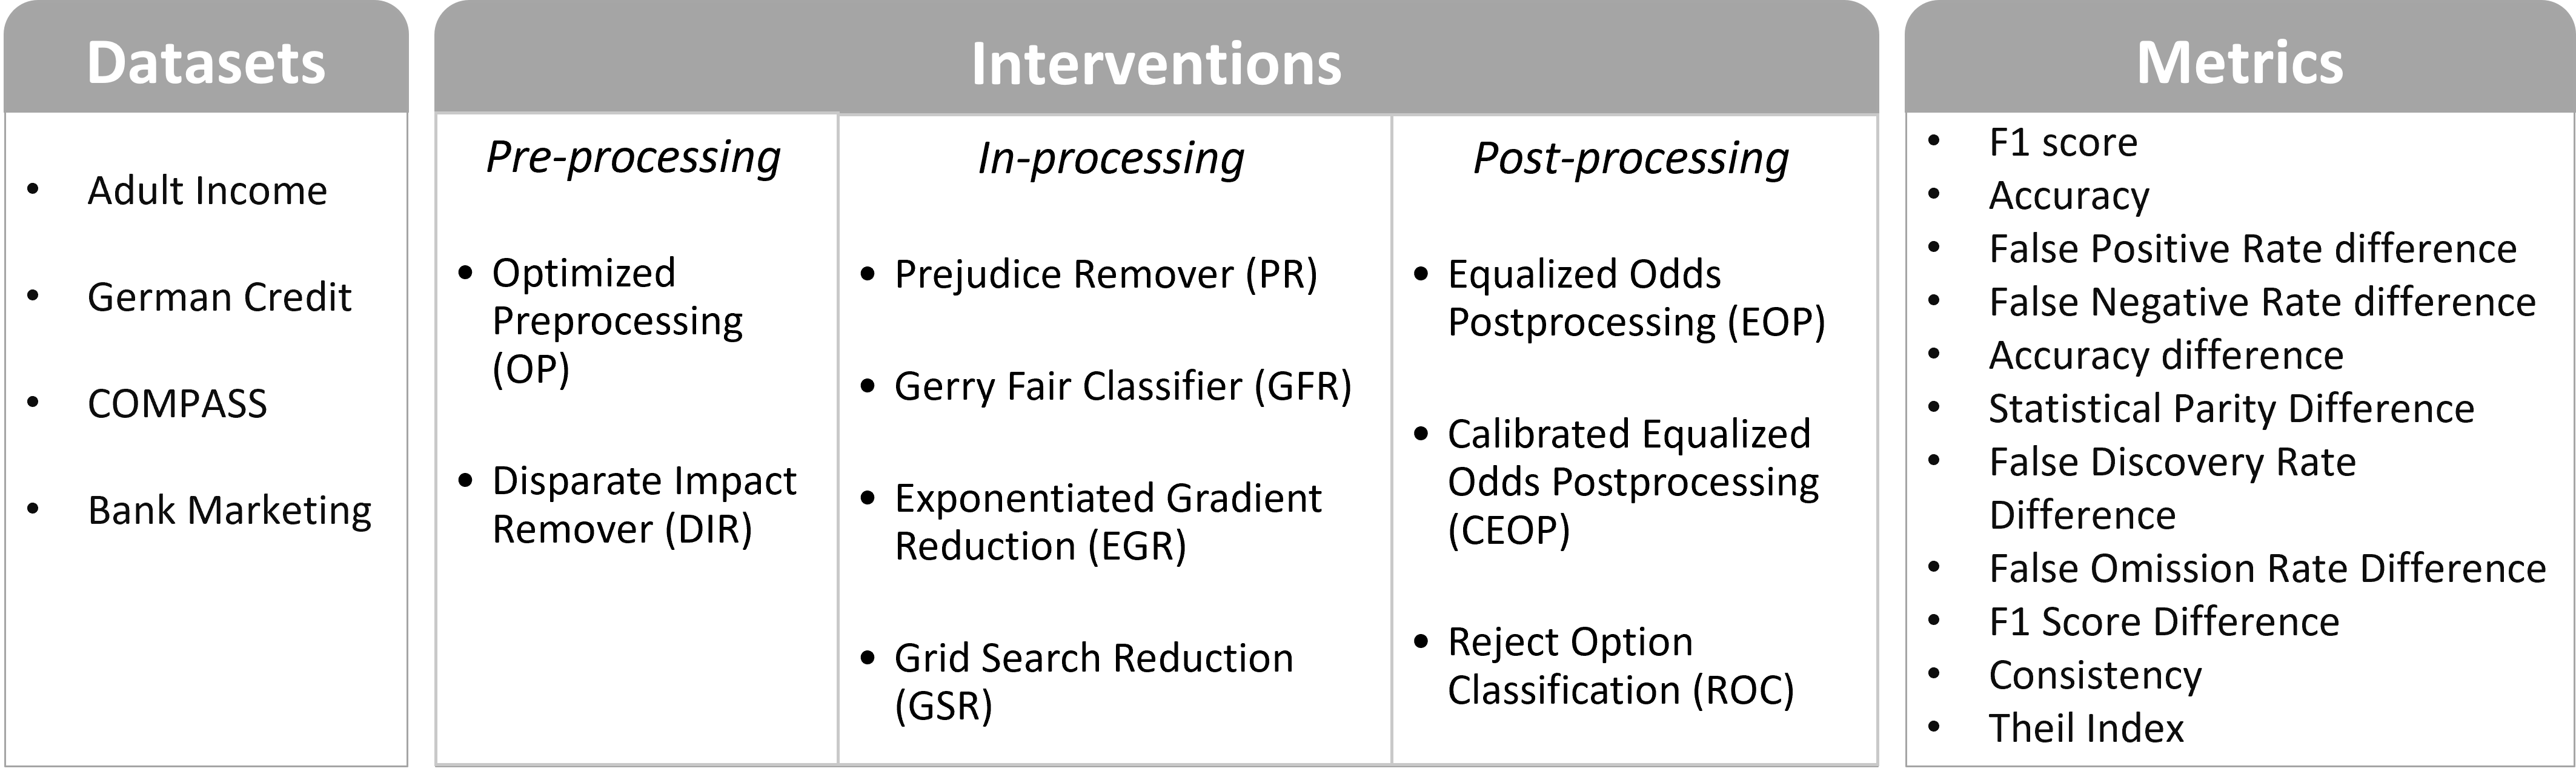 Datasets
• Adult Income
• German Credit
• COMPASS
• Bank Marketing
Interventions
Pre-processing
• Optimized
Preprocessing
(OP)
• Disparate Impact
Remover (DIR)
In-processing
• Prejudice Remover (PR)
• Gerry Fair Classifier (GFR)
• Exponentiated Gradient
Reduction (EGR)
• Grid Search Reduction
(GSR)
Post-processing
• Equalized Odds
Postprocessing (EOP)
• Calibrated Equalized
Odds Postprocessing
(CEOP)
• Reject Option
Classification (ROC)
Metrics
• F1 score
• Accuracy
• False Positive Rate difference
• False Negative Rate difference
• Accuracy difference
• Statistical Parity Difference
• False Discovery Rate
Difference
• False Omission Rate Difference
• F1 Score Difference
• Consistency
• Theil Index